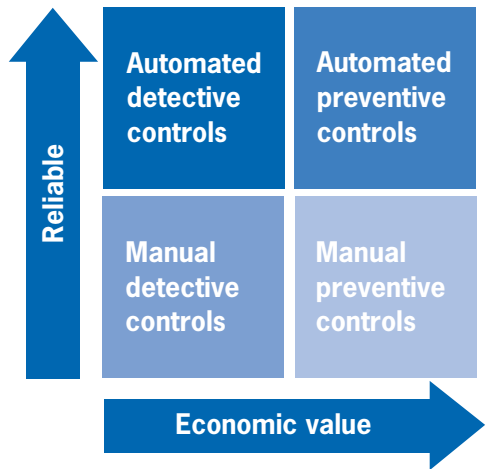 Reliable
Automated
detective
controls
Automated
preventive
controls
Manual
detective
controls
Manual
preventive
controls
Economic value